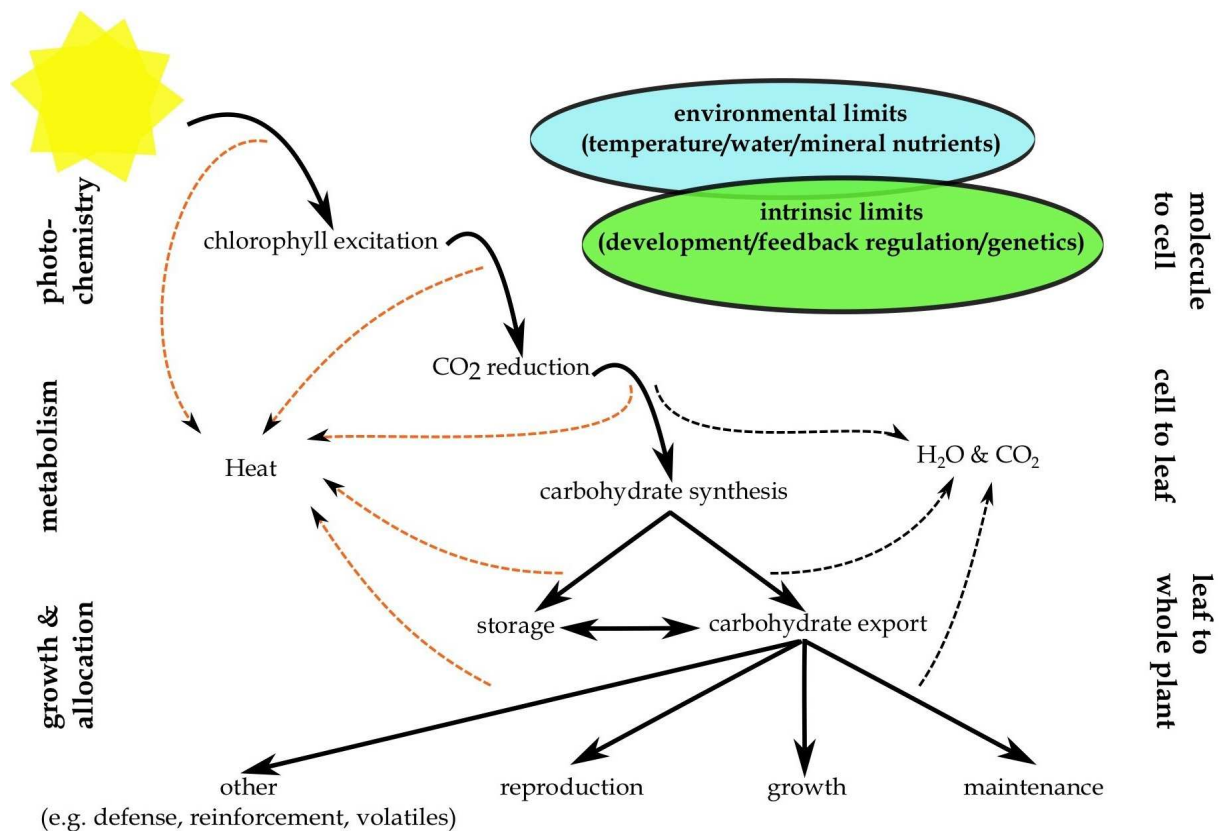 environmental limits
(temperature/water/mineral nutrients)
intrinsic limits
(development/feedback regulation/genetics)
photo-
chemistry
molecule
to cell
chlorophyll excitation
CO₂ reduction
metabolism
cell to leaf
Heat
H₂O & CO₂
carbohydrate synthesis
growth &
allocation
leaf to
whole plant
storage
carbohydrate export
other
(e.g. defense, reinforcement, volatiles)
reproduction
growth
maintenance